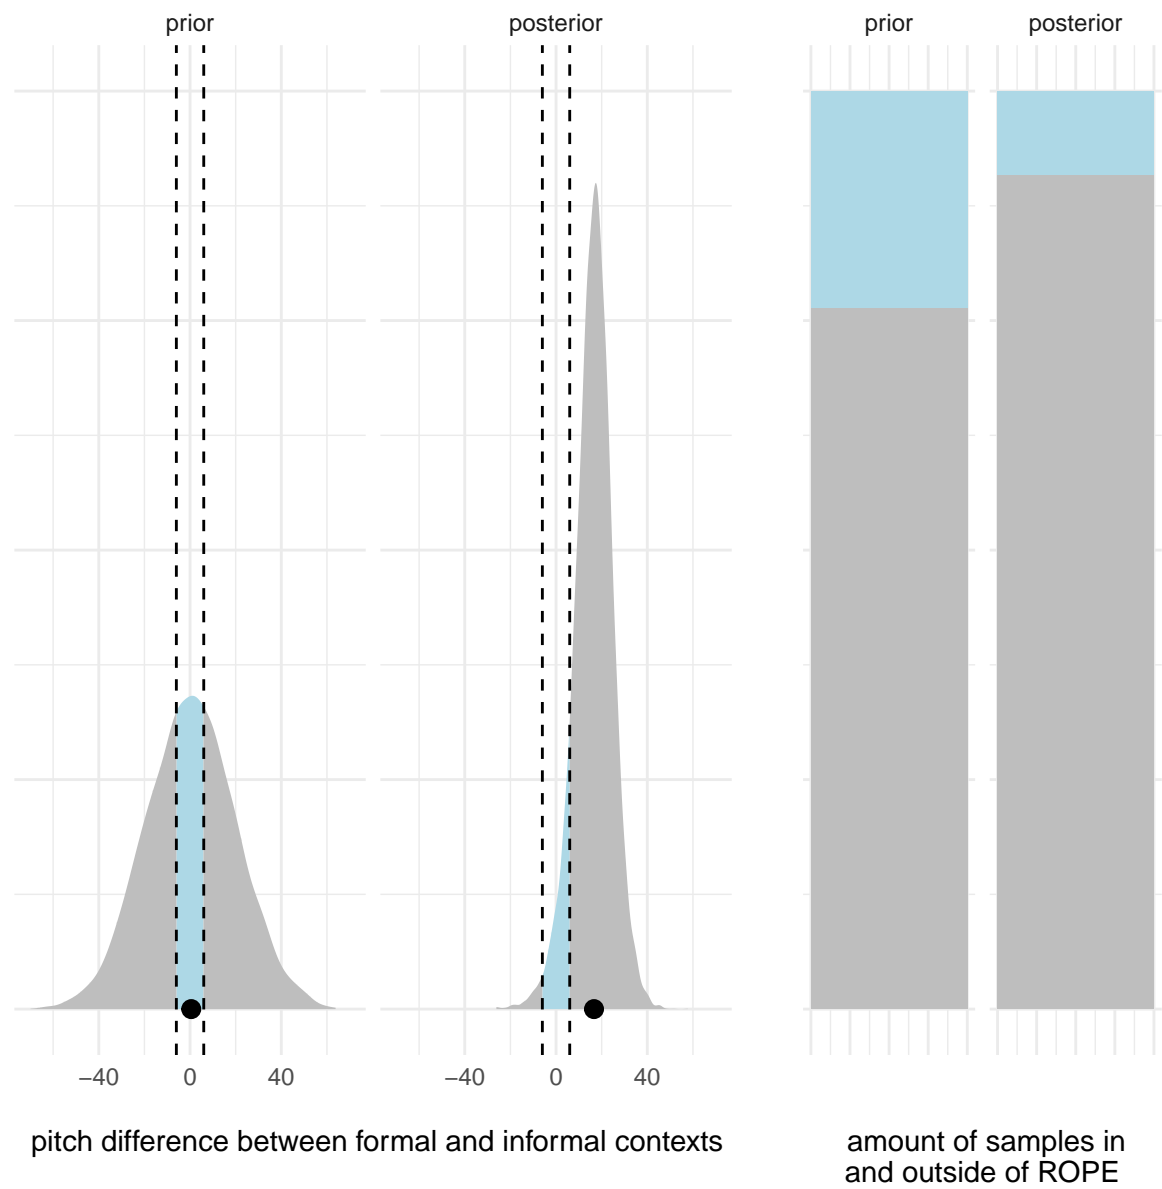 prior
posterior
prior
posterior
−40 0 40
−40 0 40
pitch difference between formal and informal contexts
amount of samples in
and outside of ROPE